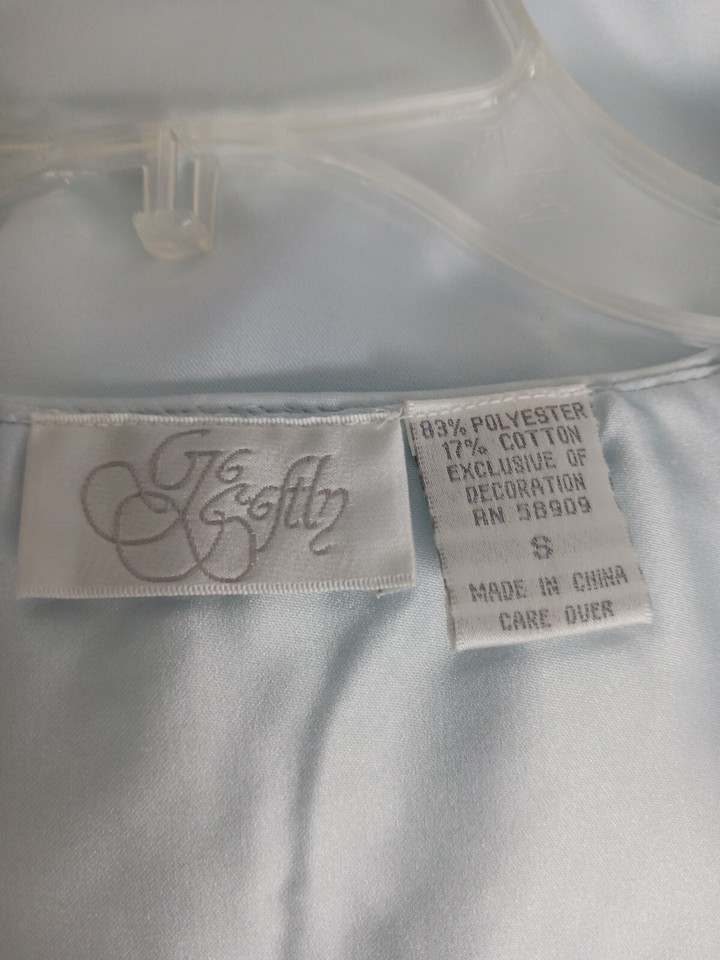 Go
Softly
83% POLYESTER
17% COTTON
EXCLUSIVE OF
DECORATION
RN 58909
S
MADE IN CHINA
CARE OVER